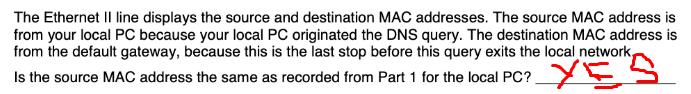 The Ethernet II line displays the source and destination MAC addresses. The source MAC address is
from your local PC because your local PC originated the DNS query. The destination MAC address is
from the default gateway, because this is the last stop before this query exits the local network.
Is the source MAC address the same as recorded from Part 1 for the local PC? YES